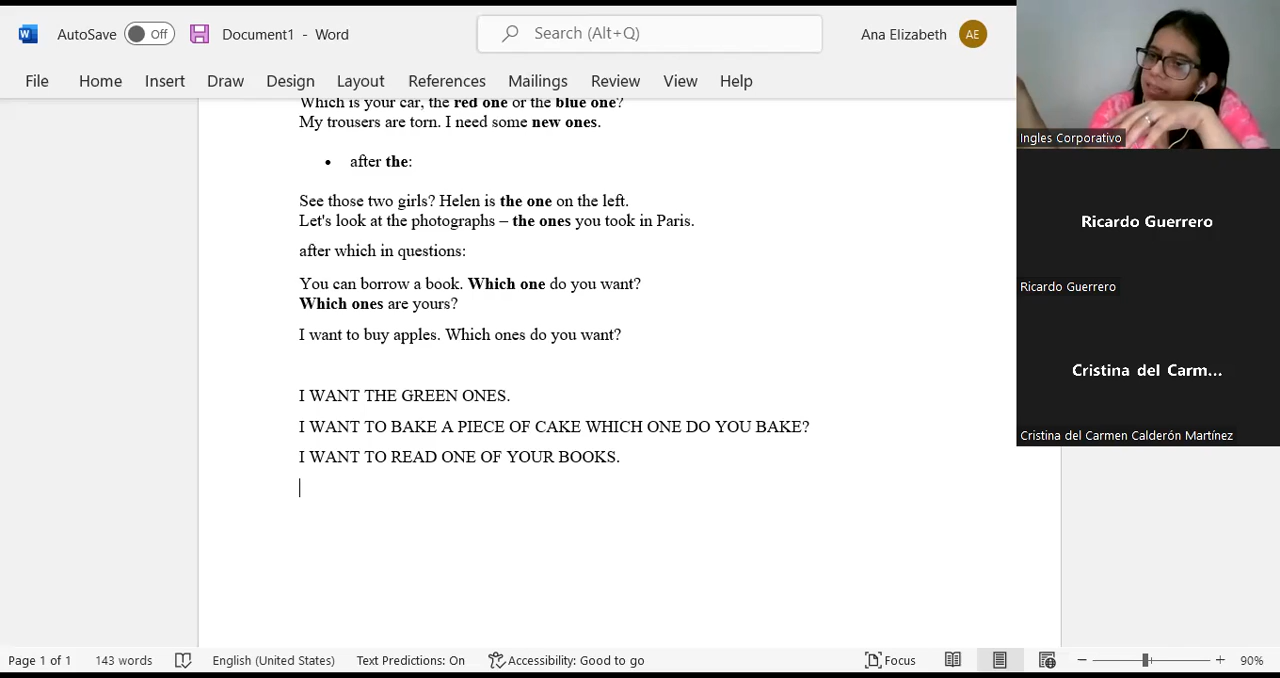 AutoSave Off Document1 - Word Search (Alt+Q) Ana Elizabeth AE
File Home Insert Draw Design Layout References Mailings Review View Help
Which is your car, the red one or the blue one?
My trousers are torn. I need some new ones.
• after the:
See those two girls? Helen is the one on the left.
Let's look at the photographs – the ones you took in Paris.
after which in questions:
You can borrow a book. Which one do you want?
Which ones are yours?
I want to buy apples. Which ones do you want?
I WANT THE GREEN ONES.
I WANT TO BAKE A PIECE OF CAKE WHICH ONE DO YOU BAKE?
I WANT TO READ ONE OF YOUR BOOKS.
Ingles Corporativo
Ricardo Guerrero
Ricardo Guerrero
Cristina del Carm...
Cristina del Carmen Calderón Martínez
Page 1 of 1 143 words English (United States) Text Predictions: On Accessibility: Good to go Focus 90%